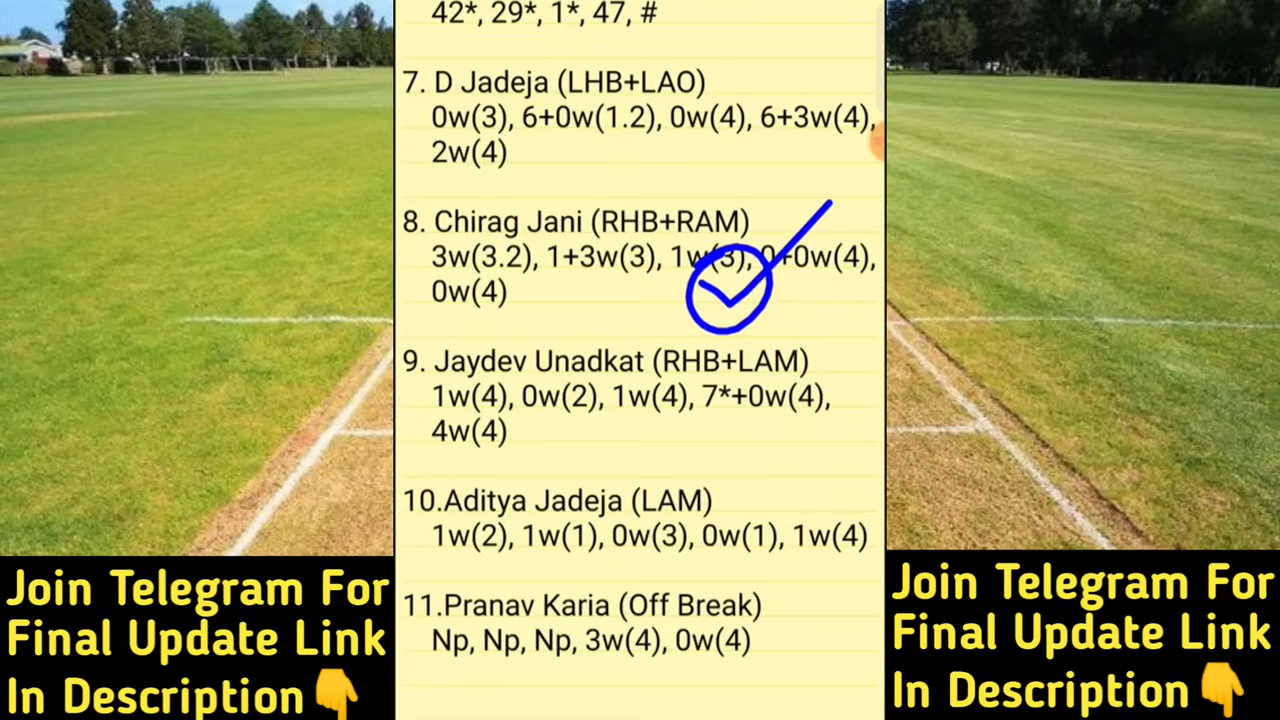 42*, 29*, 1*, 47, #
7. D Jadeja (LHB+LAO)
0w(3), 6+0w(1.2), 0w(4), 6+3w(4),
2w(4)
8. Chirag Jani (RHB+RAM)
3w(3.2), 1+3w(3), 1w(3), 0+0w(4),
0w(4)
9. Jaydev Unadkat (RHB+LAM)
1w(4), 0w(2), 1w(4), 7*+0w(4),
4w(4)
10.Aditya Jadeja (LAM)
1w(2), 1w(1), 0w(3), 0w(1), 1w(4)
11.Pranav Karia (Off Break)
Np, Np, Np, 3w(4), 0w(4)
Join Telegram For
Final Update Link
In Description👇
Join Telegram For
Final Update Link
In Description👇